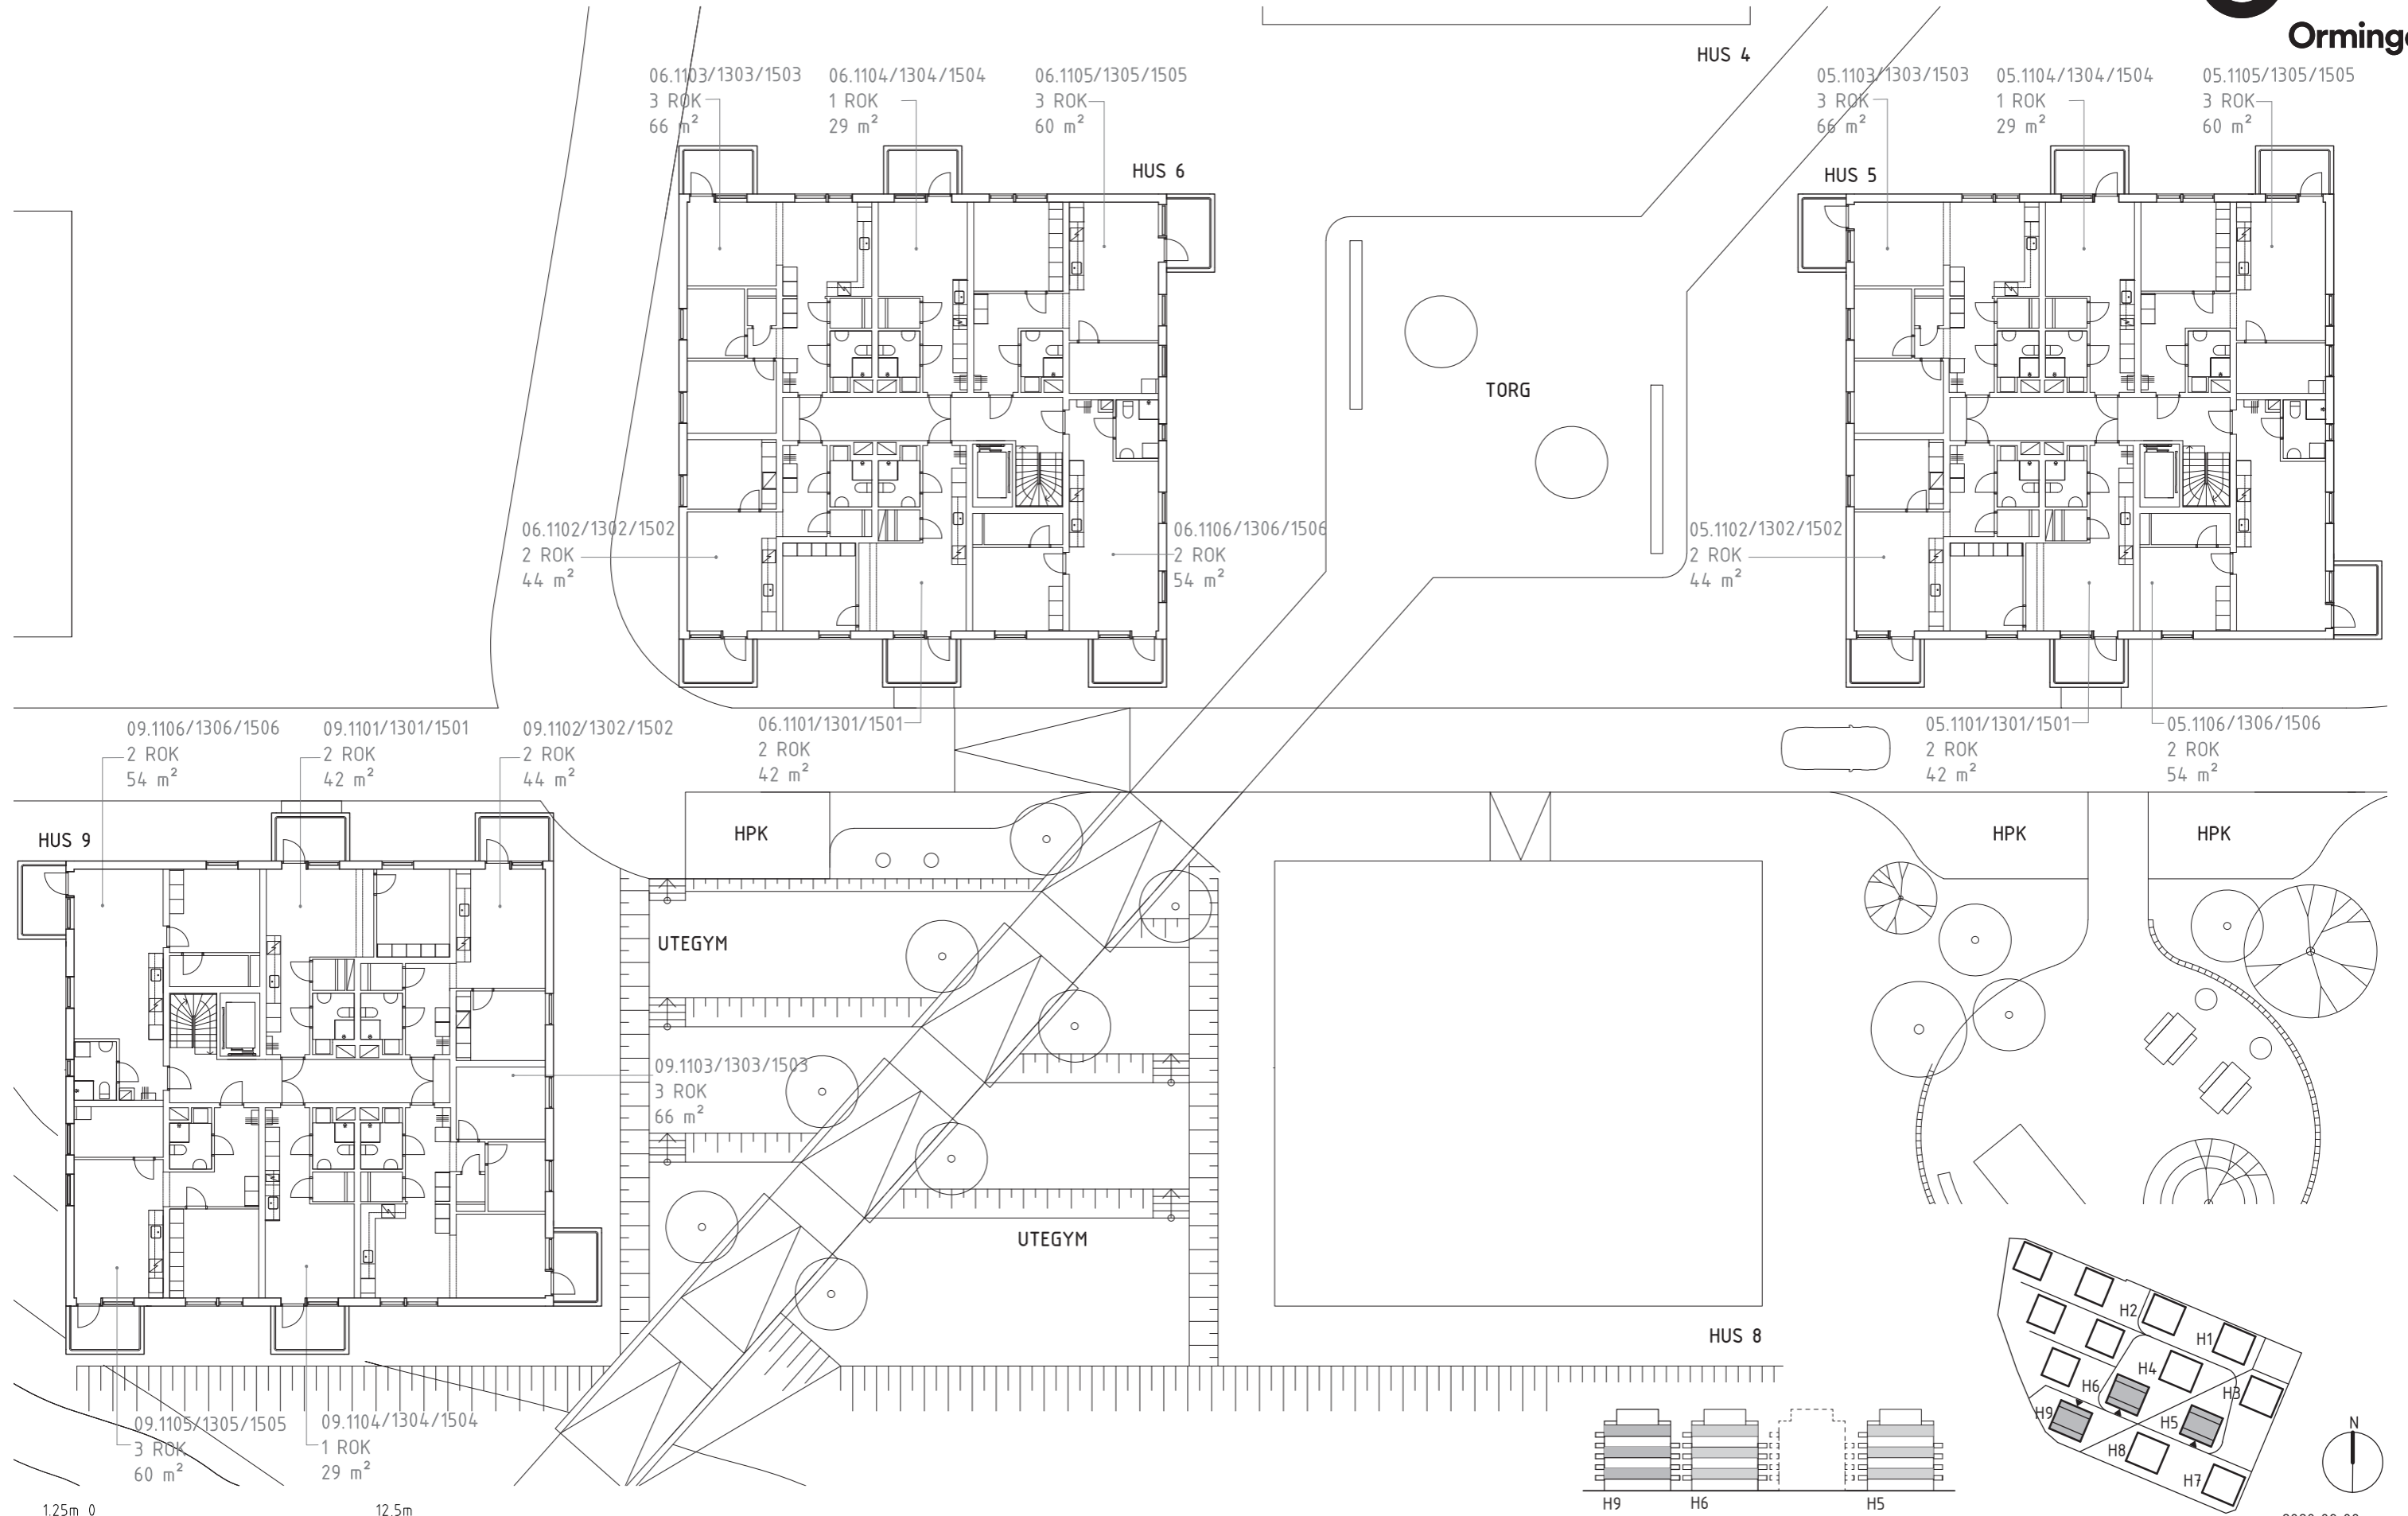 Orming
HUS 4
06.1103/1303/1503
3 ROK
66 m²
06.1104/1304/1504
1 ROK
29 m²
06.1105/1305/1505
3 ROK
60 m²
05.1103/1303/1503
3 ROK
66 m²
05.1104/1304/1504
1 ROK
29 m²
05.1105/1305/1505
3 ROK
60 m²
HUS 6
HUS 5
TORG
06.1102/1302/1502
2 ROK
44 m²
06.1106/1306/1506
2 ROK
54 m²
05.1102/1302/1502
2 ROK
44 m²
09.1106/1306/1506
2 ROK
54 m²
09.1101/1301/1501
2 ROK
42 m²
09.1102/1302/1502
2 ROK
44 m²
06.1101/1301/1501
2 ROK
42 m²
05.1101/1301/1501
2 ROK
42 m²
05.1106/1306/1506
2 ROK
54 m²
HUS 9
HPK
HPK
HPK
UTEGYM
09.1103/1303/1503
3 ROK
66 m²
UTEGYM
HUS 8
09.1105/1305/1505
3 ROK
60 m²
09.1104/1304/1504
1 ROK
29 m²
H2
H1
H4
H6
H3
H9
H5
H8
H7
N
H9
H6
H5
1.25m 0
12.5m